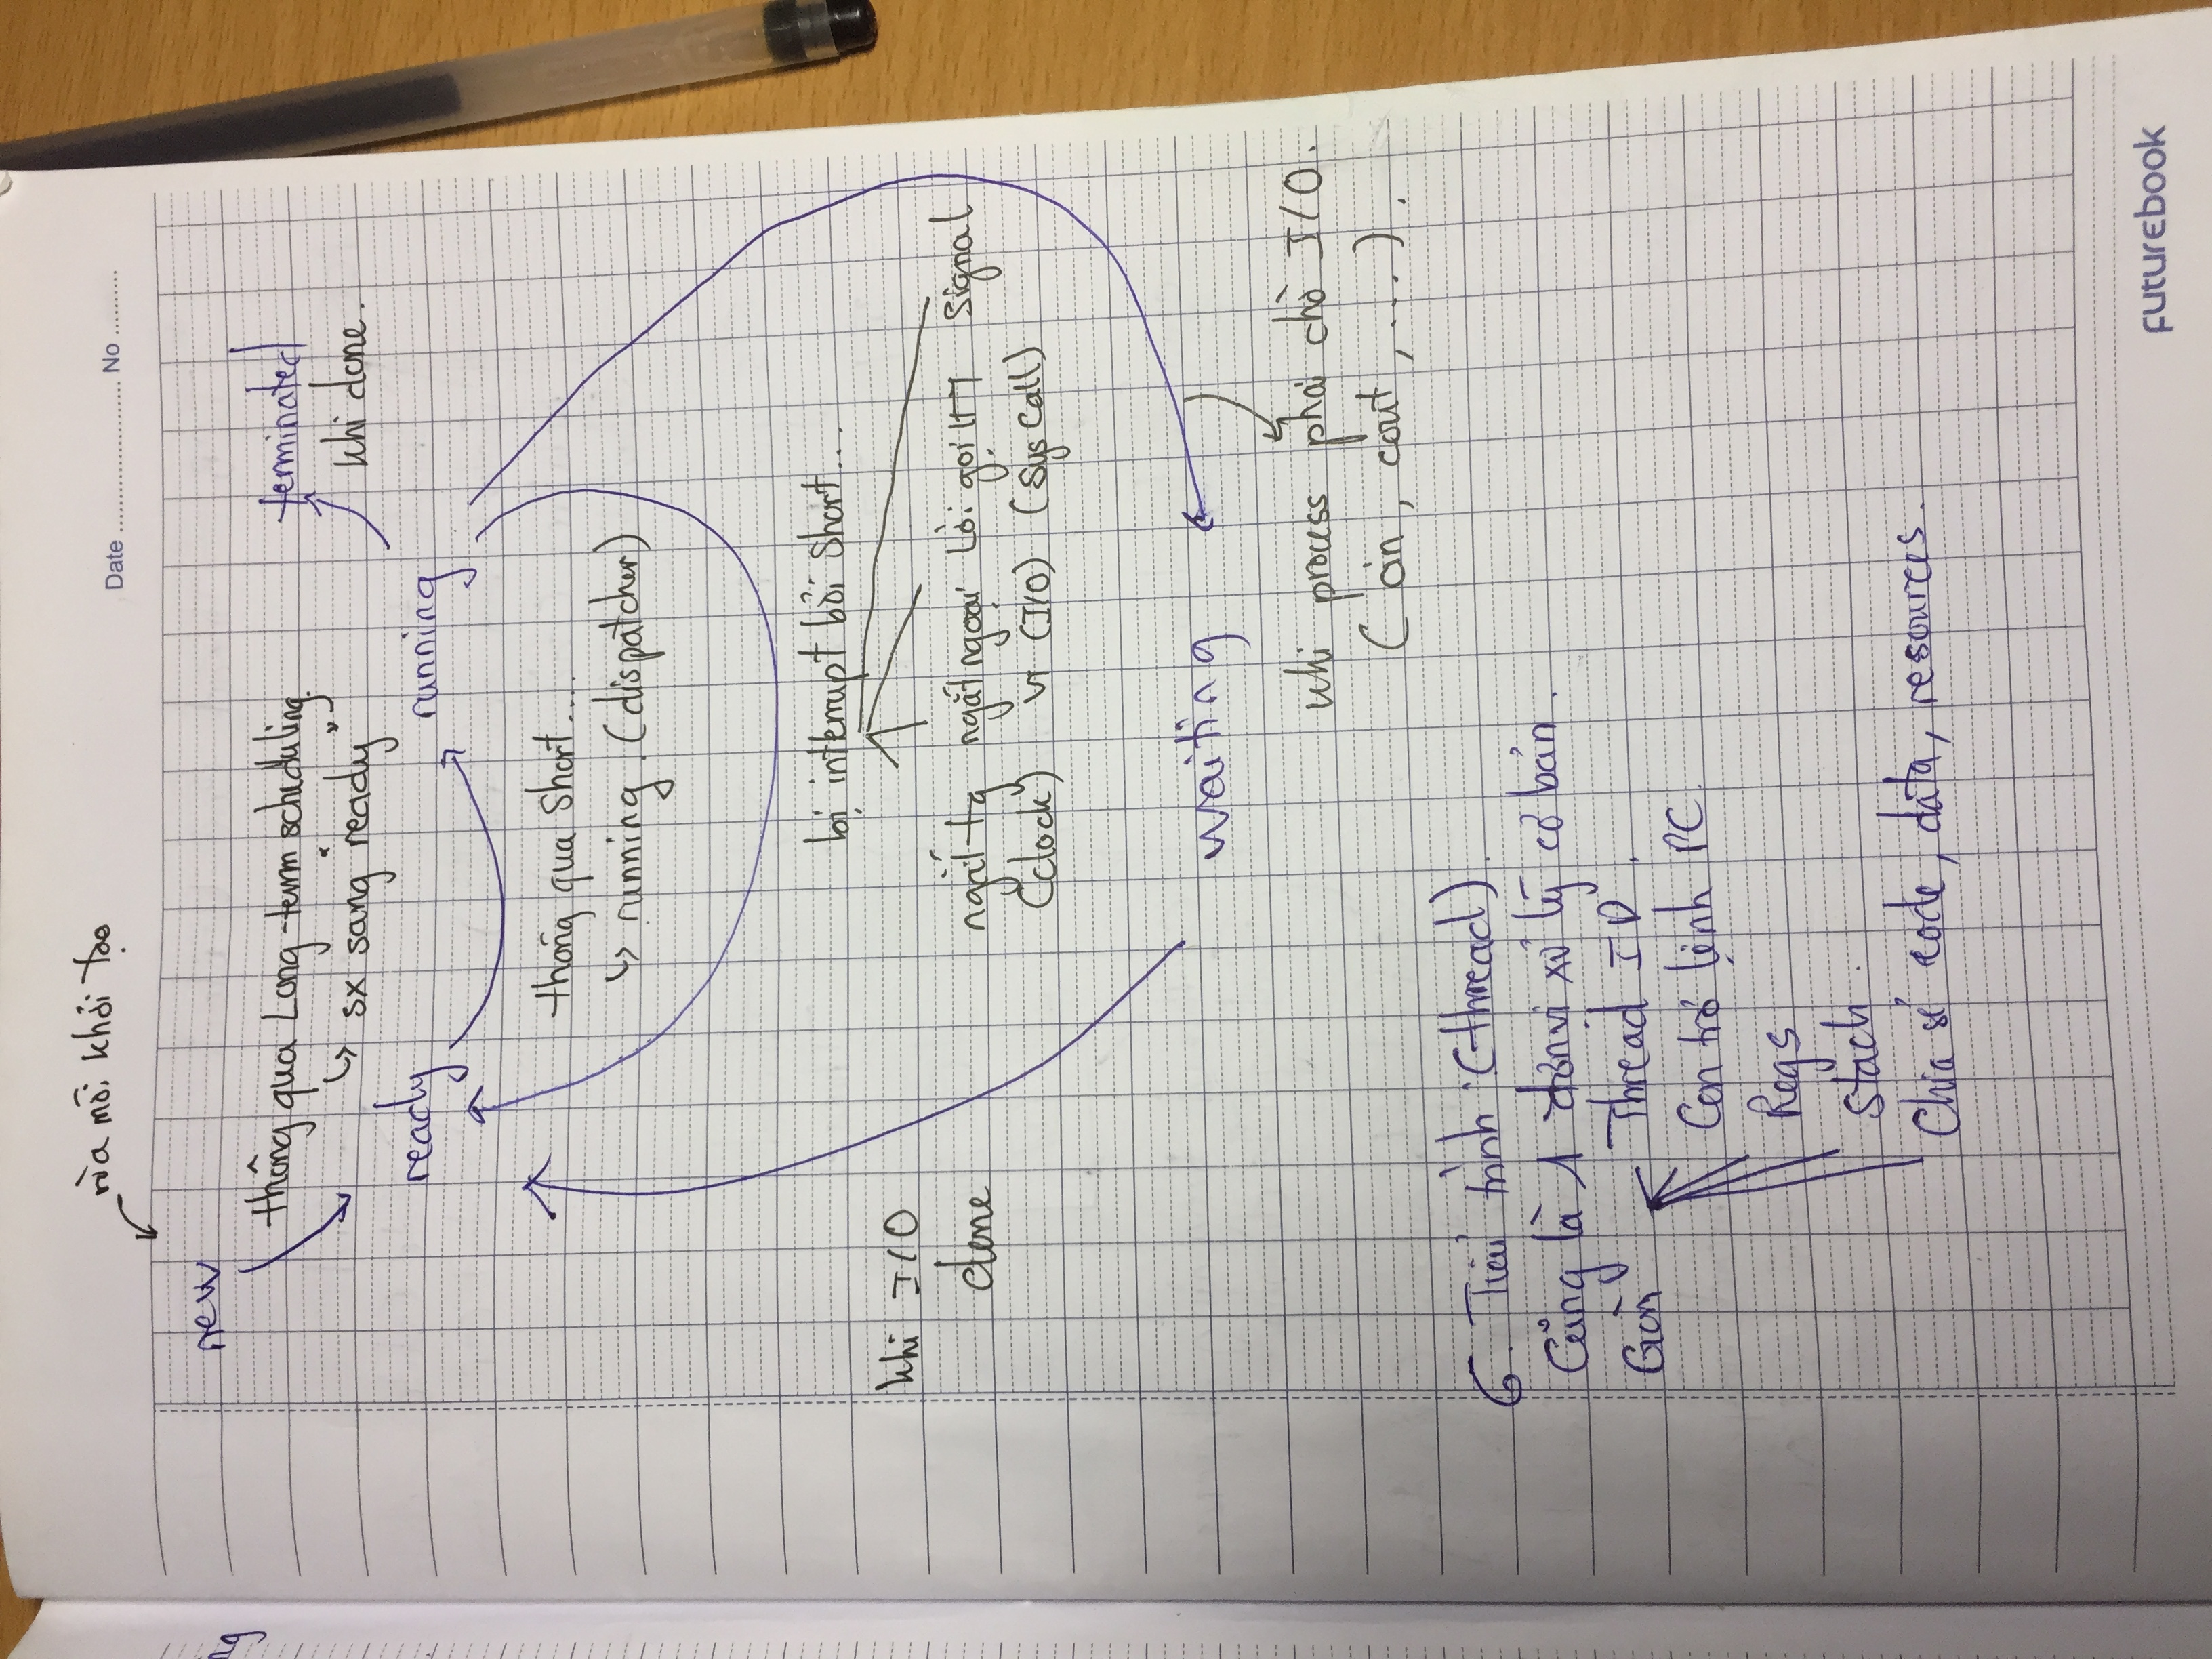 vừa mới khởi tạo
Date ........................ No ..........
new
thông qua Long-term scheduling.
↳ sx sang "ready"
terminated
khi done.
ready
running
thông qua Short....
↳ running. (dispatcher)
bị interrupt bởi Short...
khi I/O
done
ngắt tg ngắt ngoại Lời gọi HT Signal
(clock) vi (I/O) (Sys Call)
waiting
khi process phải chờ I/O.
(cin, cout, ...).
6. Tiểu trình (thread).
Cũng là 1 đơn vị xử lý cơ bản.
Gồm Thread ID.
Con trỏ lệnh PC.
Regs
Stack.
Chia sẻ code, data, resources.
ng
futurebook